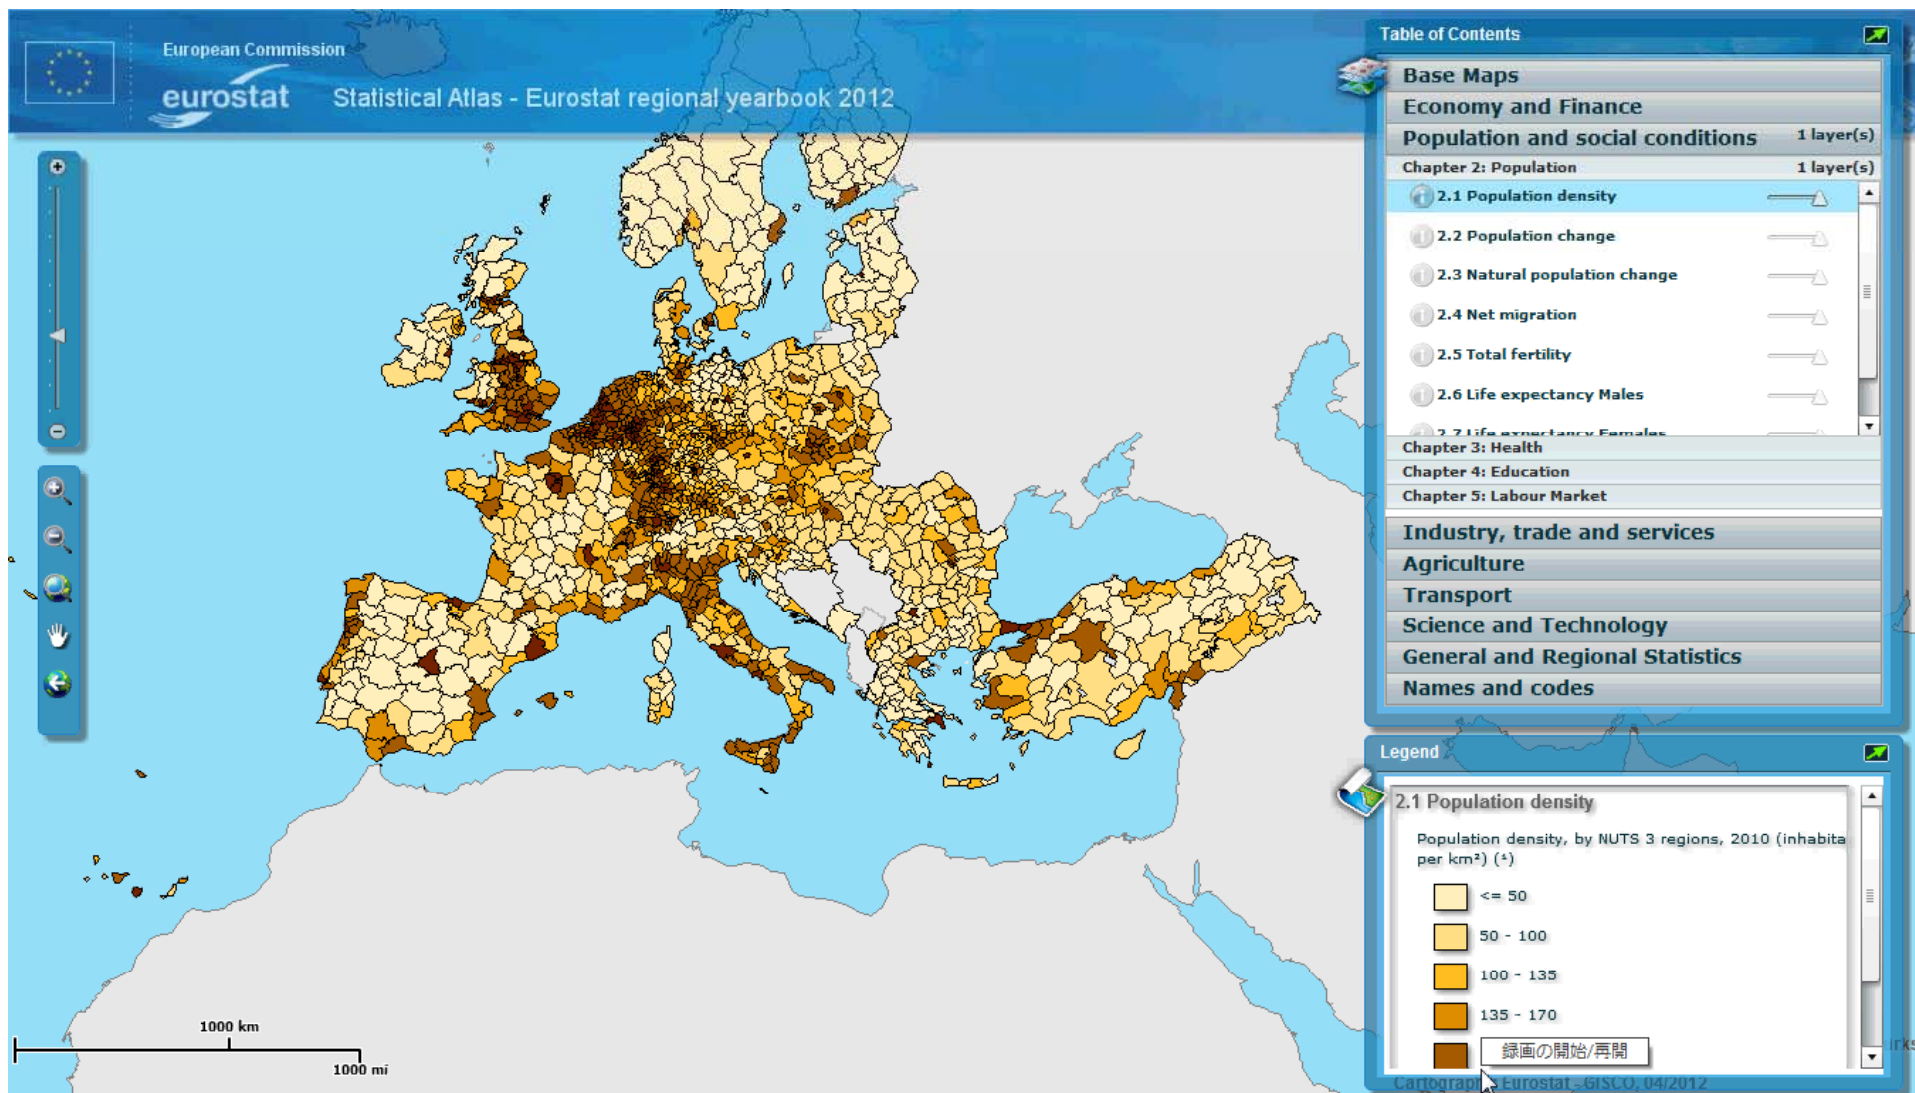 European Commission
eurostat
Statistical Atlas - Eurostat regional yearbook 2012
Table of Contents
Base Maps
Economy and Finance
Population and social conditions 1 layer(s)
Chapter 2: Population 1 layer(s)
2.1 Population density
2.2 Population change
2.3 Natural population change
2.4 Net migration
2.5 Total fertility
2.6 Life expectancy Males
2.7 Life expectancy Females
Chapter 3: Health
Chapter 4: Education
Chapter 5: Labour Market
Industry, trade and services
Agriculture
Transport
Science and Technology
General and Regional Statistics
Names and codes
Legend
2.1 Population density
Population density, by NUTS 3 regions, 2010 (inhabita
per km²) (¹)
<= 50
50 - 100
100 - 135
135 - 170
録画の開始/再開
Eurostat - GISCO, 04/2012
1000 km
1000 mi